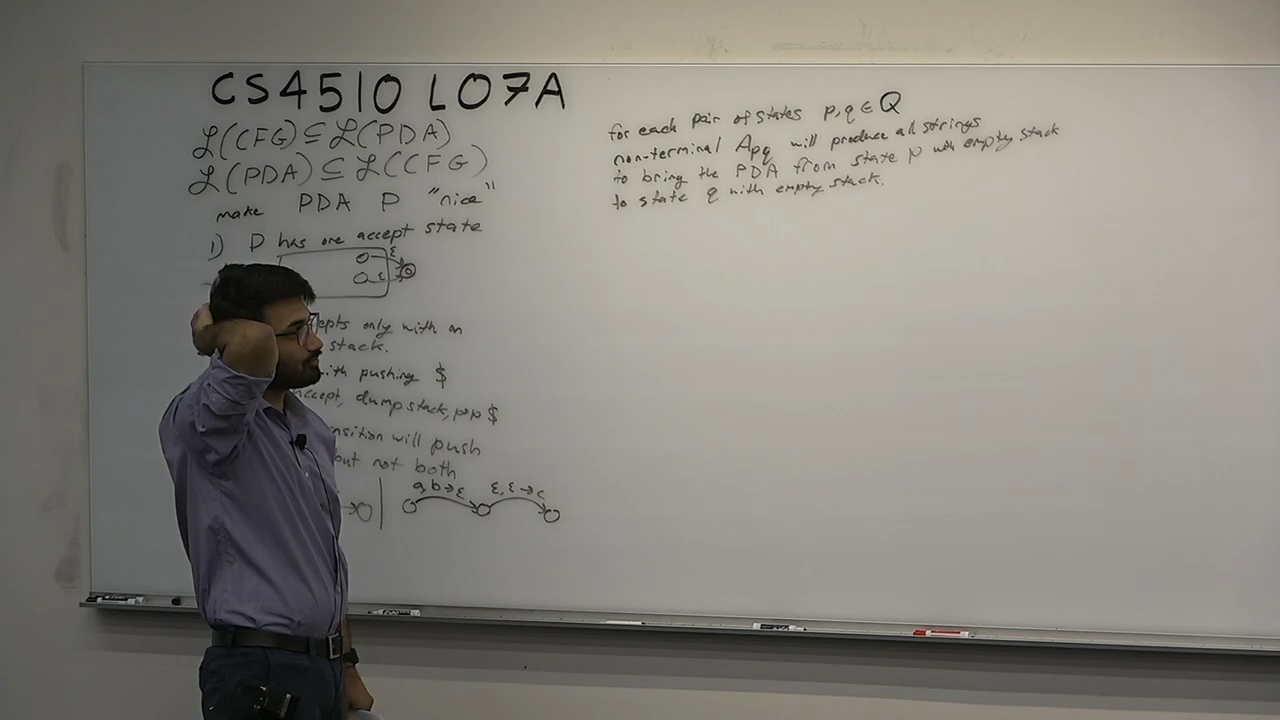 CS4510 L07A
ℒ(CFG) ⊆ ℒ(PDA)
ℒ(PDA) ⊆ ℒ(CFG)
make PDA P "nice"
1) P has one accept state
ε
ε
epts only with an
stack.
ith pushing $
accept, dump stack, pop $
nsition will push
but not both
a, b → ε ε, ε → c
for each pair of states p, q ∈ Q
non-terminal Apq will produce all strings
to bring the PDA from state p with empty stack
to state q with empty stack.